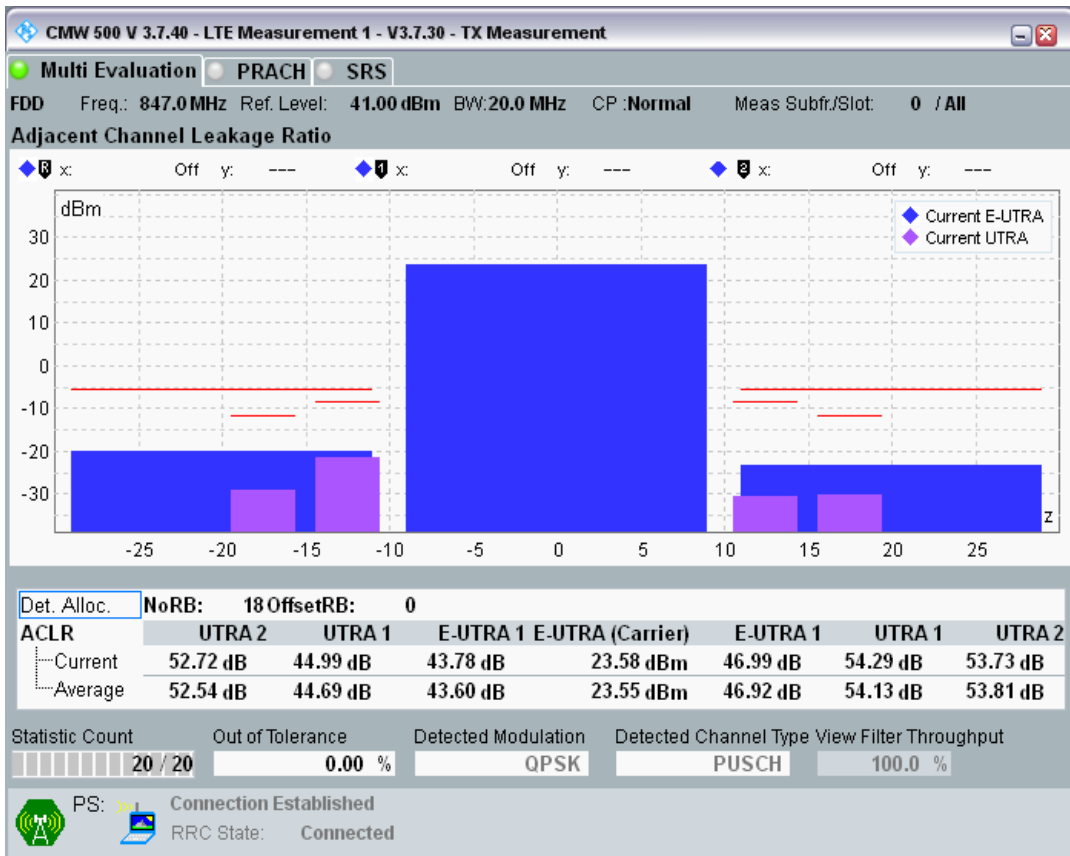 CMW 500 V 3.7.40 - LTE Measurement 1 - V3.7.30 - TX Measurement
Multi Evaluation PRACH SRS
FDD Freq.: 847.0 MHz Ref. Level: 41.00 dBm BW:20.0 MHz CP :Normal Meas Subfr./Slot: 0 / All
Adjacent Channel Leakage Ratio
R x: Off y: --- 1 x: Off y: --- 2 x: Off y: ---
dBm
Current E-UTRA
Current UTRA
30
20
10
0
-10
-20
-30
z
-25 -20 -15 -10 -5 0 5 10 15 20 25
Det. Alloc. NoRB: 18 OffsetRB: 0
ACLR UTRA 2 UTRA 1 E-UTRA 1 E-UTRA (Carrier) E-UTRA 1 UTRA 1 UTRA 2
Current 52.72 dB 44.99 dB 43.78 dB 23.58 dBm 46.99 dB 54.29 dB 53.73 dB
Average 52.54 dB 44.69 dB 43.60 dB 23.55 dBm 46.92 dB 54.13 dB 53.81 dB
Statistic Count Out of Tolerance Detected Modulation Detected Channel Type View Filter Throughput
20 / 20 0.00 % QPSK PUSCH 100.0 %
PS: Connection Established
RRC State: Connected